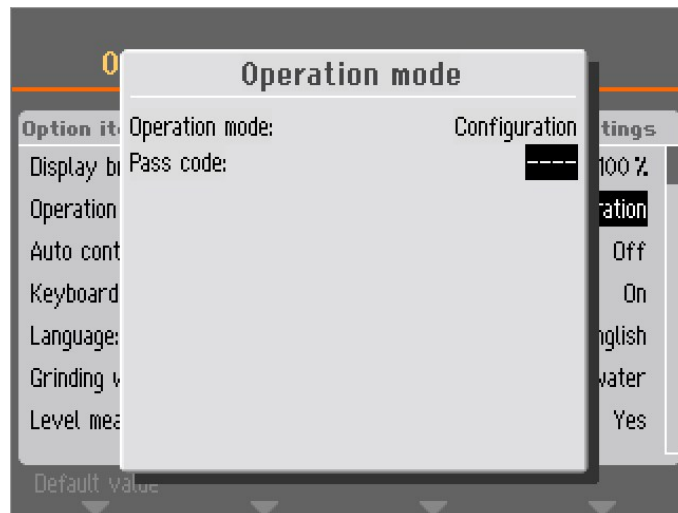 O
Operation mode
Option it
tings
Operation mode: Configuration
Pass code: ----
Display b
100 %
Operation
ration
Auto cont
Off
Keyboard
On
Language:
nglish
Grinding w
water
Level mea
Yes
Default value